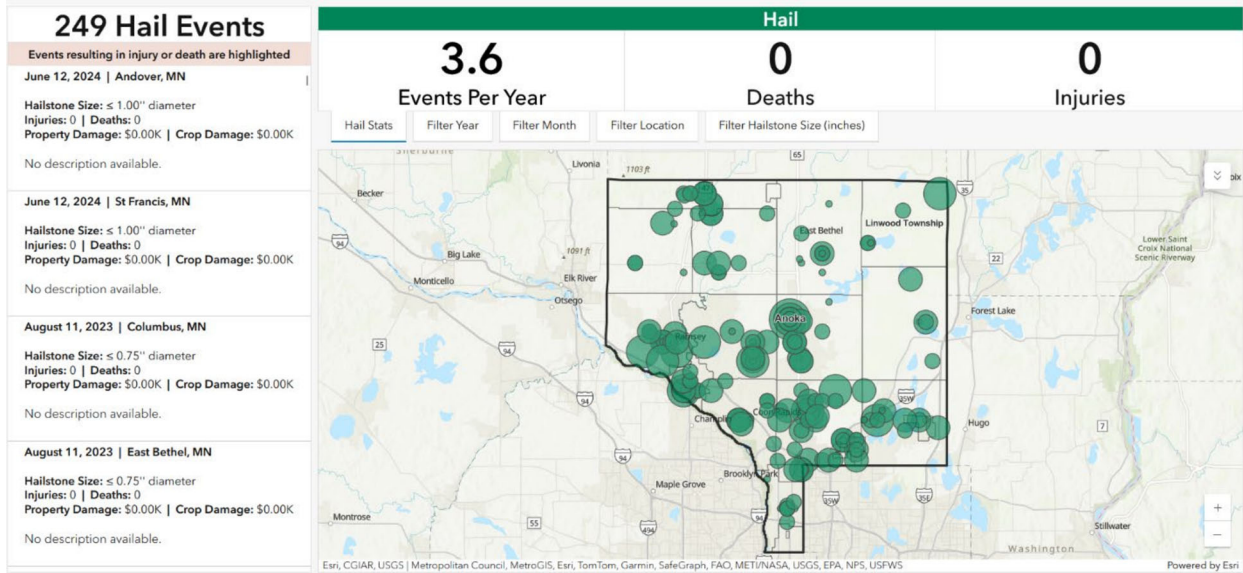 249 Hail Events
Events resulting in injury or death are highlighted
June 12, 2024 | Andover, MN
Hailstone Size: ≤ 1.00'' diameter
Injuries: 0 | Deaths: 0
Property Damage: $0.00K | Crop Damage: $0.00K
No description available.
June 12, 2024 | St Francis, MN
Hailstone Size: ≤ 1.00'' diameter
Injuries: 0 | Deaths: 0
Property Damage: $0.00K | Crop Damage: $0.00K
No description available.
August 11, 2023 | Columbus, MN
Hailstone Size: ≤ 0.75'' diameter
Injuries: 0 | Deaths: 0
Property Damage: $0.00K | Crop Damage: $0.00K
No description available.
August 11, 2023 | East Bethel, MN
Hailstone Size: ≤ 0.75'' diameter
Injuries: 0 | Deaths: 0
Property Damage: $0.00K | Crop Damage: $0.00K
No description available.
Hail
3.6
Events Per Year
0
Deaths
0
Injuries
Hail Stats
Filter Year
Filter Month
Filter Location
Filter Hailstone Size (inches)
Sherburne
65
Livonia
1103 ft
35
Becker
47
Linwood Township
East Bethel
94
Big Lake
1091 ft
Lower Saint
Croix National
Scenic Riverway
22
Elk River
Monticello
Otsego
Anoka
Forest Lake
Ramsey
25
94
94
35W
Coon Rapids
Champlin
Hugo
7
94
Brooklyn Park
Maple Grove
35W
35E
Montrose
55
494
94
Stillwater
Washington
+
−
Esri, CGIAR, USGS | Metropolitan Council, MetroGIS, Esri, TomTom, Garmin, SafeGraph, FAO, METI/NASA, USGS, EPA, NPS, USFWS
Powered by Esri